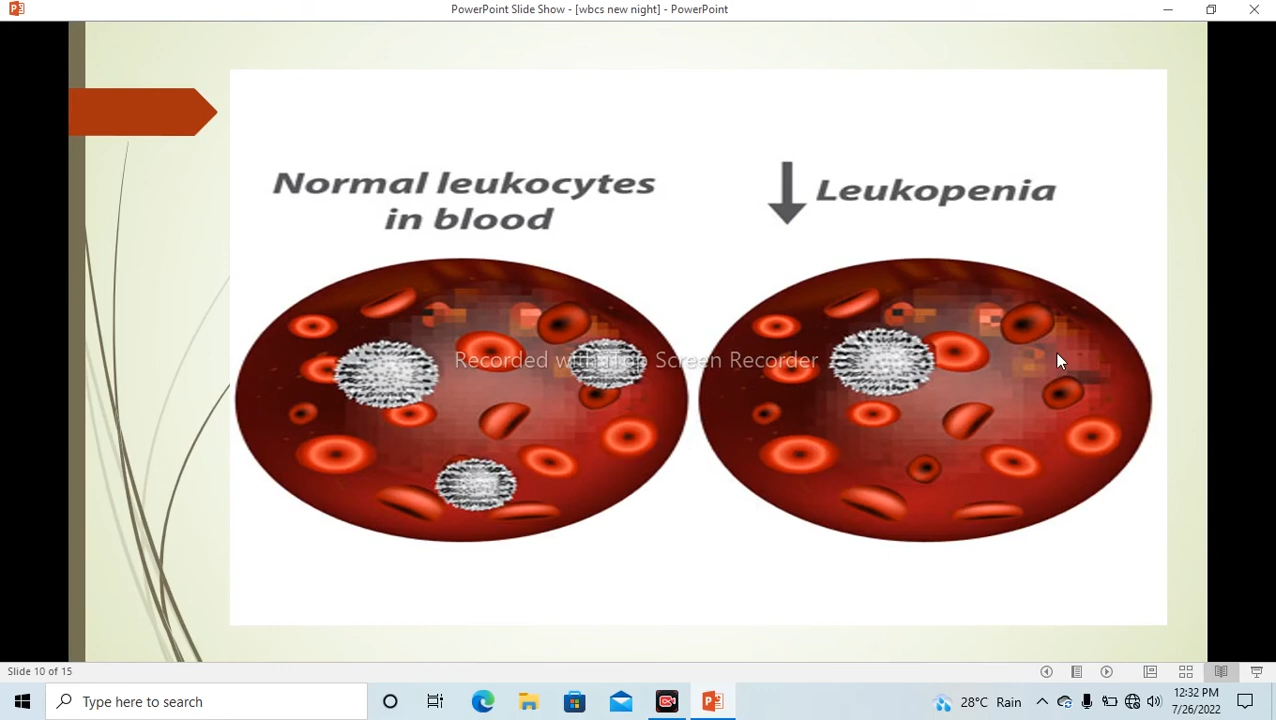 PowerPoint Slide Show - [wbcs new night] - PowerPoint
Normal leukocytes
in blood
Leukopenia
Recorded with iTop Screen Recorder
Slide 10 of 15
Type here to search
28°C Rain
12:32 PM
7/26/2022